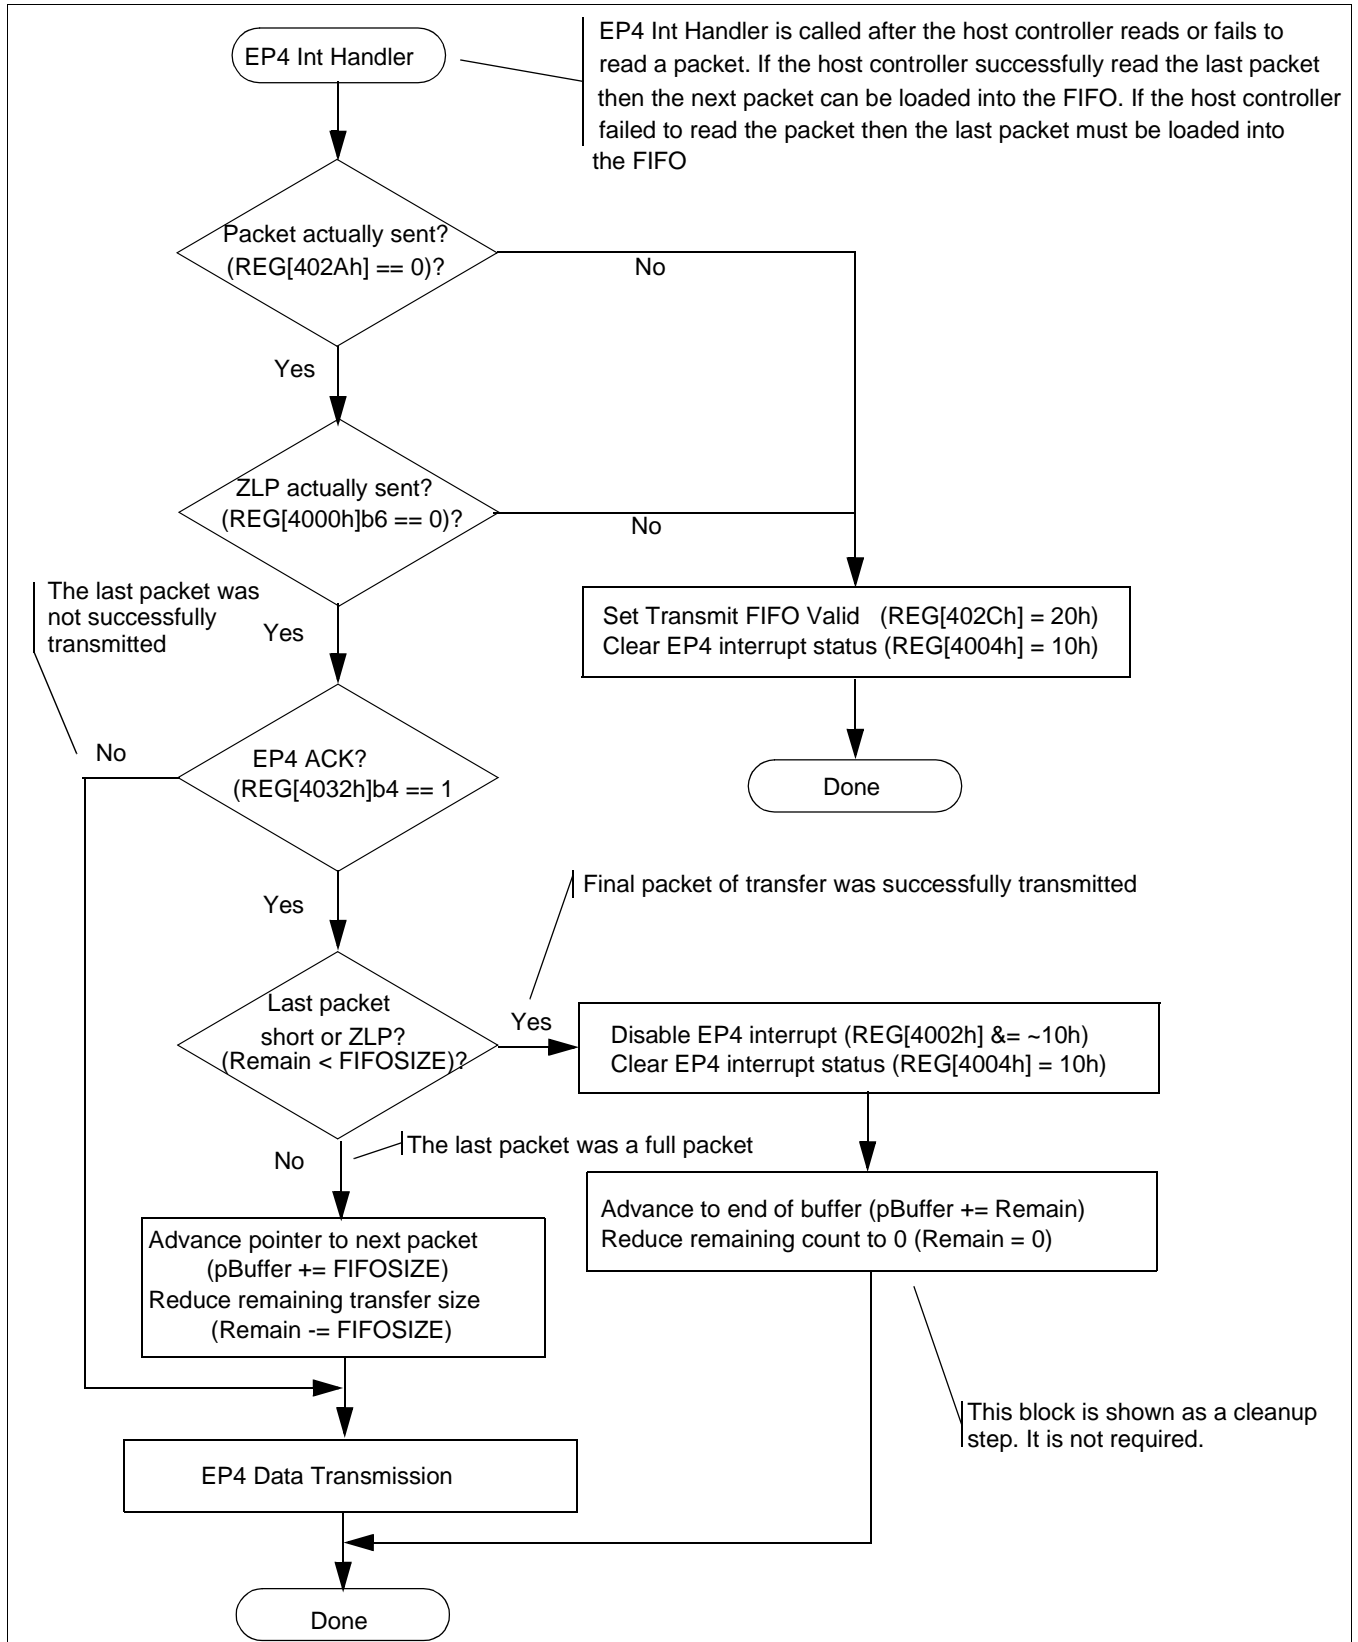 EP4 Int Handler
EP4 Int Handler is called after the host controller reads or fails to
read a packet. If the host controller successfully read the last packet
then the next packet can be loaded into the FIFO. If the host controller
failed to read the packet then the last packet must be loaded into
the FIFO
Packet actually sent?
(REG[402Ah] == 0)?
No
Yes
ZLP actually sent?
(REG[4000h]b6 == 0)?
No
The last packet was
not successfully
transmitted
Yes
Set Transmit FIFO Valid (REG[402Ch] = 20h)
Clear EP4 interrupt status (REG[4004h] = 10h)
No
EP4 ACK?
(REG[4032h]b4 == 1
Done
Yes
Final packet of transfer was successfully transmitted
Last packet
short or ZLP?
(Remain < FIFOSIZE)?
Yes
Disable EP4 interrupt (REG[4002h] &= ~10h)
Clear EP4 interrupt status (REG[4004h] = 10h)
The last packet was a full packet
No
Advance to end of buffer (pBuffer += Remain)
Reduce remaining count to 0 (Remain = 0)
Advance pointer to next packet
(pBuffer += FIFOSIZE)
Reduce remaining transfer size
(Remain -= FIFOSIZE)
This block is shown as a cleanup
step. It is not required.
EP4 Data Transmission
Done